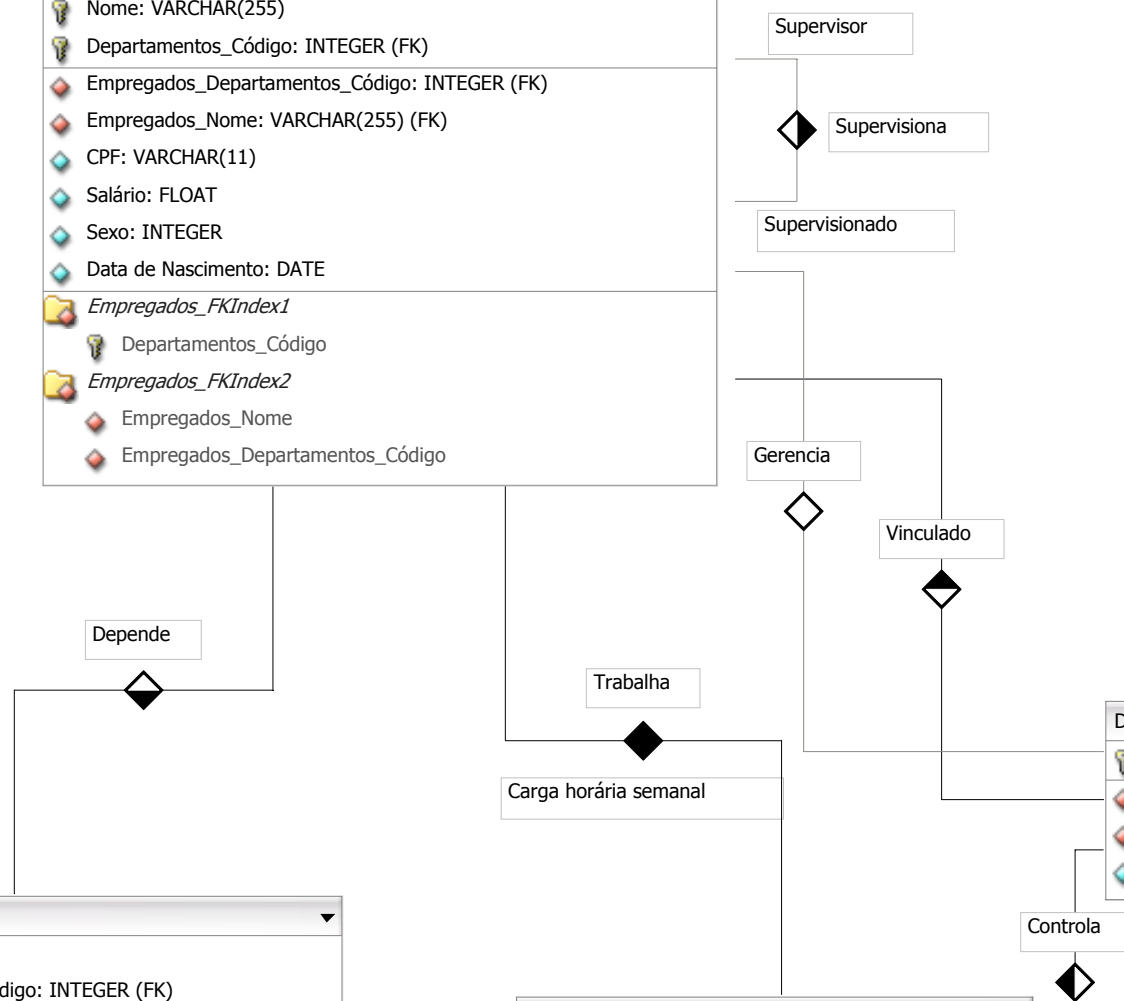 Nome: VARCHAR(255)
Departamentos_Código: INTEGER (FK)
Empregados_Departamentos_Código: INTEGER (FK)
Empregados_Nome: VARCHAR(255) (FK)
CPF: VARCHAR(11)
Salário: FLOAT
Sexo: INTEGER
Data de Nascimento: DATE
Empregados_FKIndex1
Departamentos_Código
Empregados_FKIndex2
Empregados_Nome
Empregados_Departamentos_Código
Supervisor
Supervisiona
Supervisionado
Gerencia
Vinculado
Depende
Trabalha
Carga horária semanal
D
Controla
digo: INTEGER (FK)